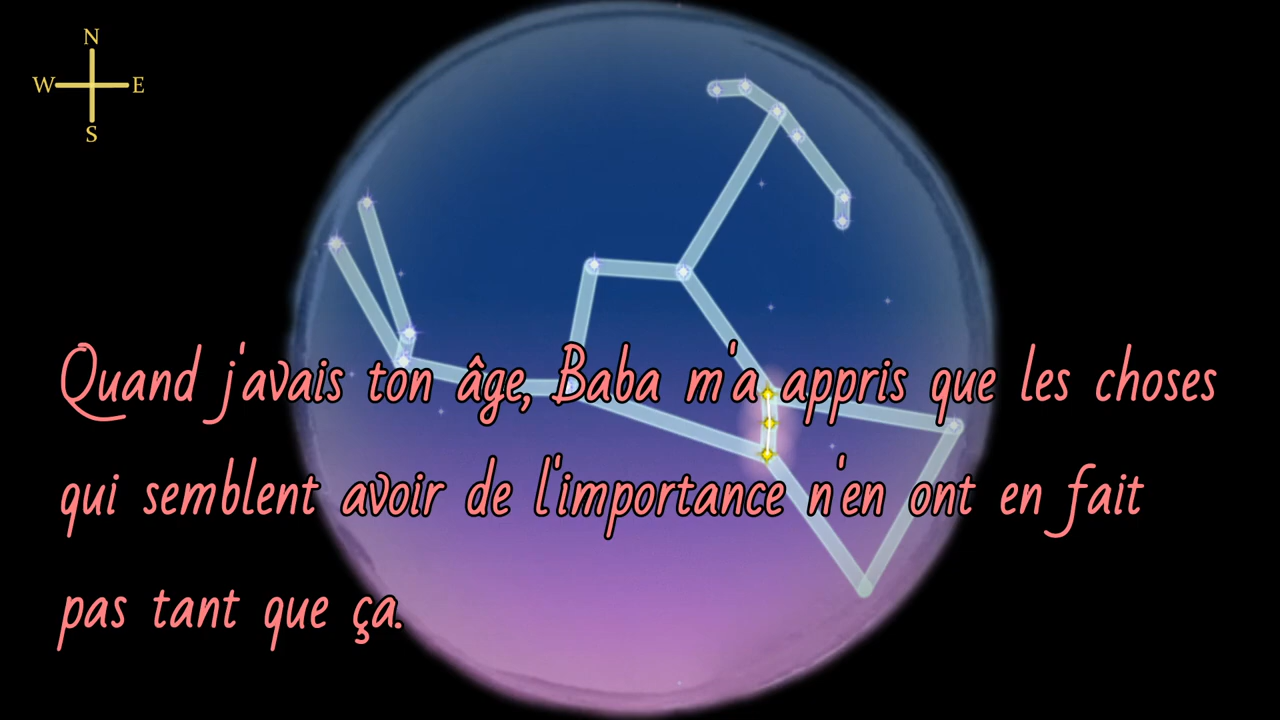 N
W E
S
Quand j'avais ton âge, Baba m'a appris que les choses
qui semblent avoir de l'importance n'en ont en fait
pas tant que ça.